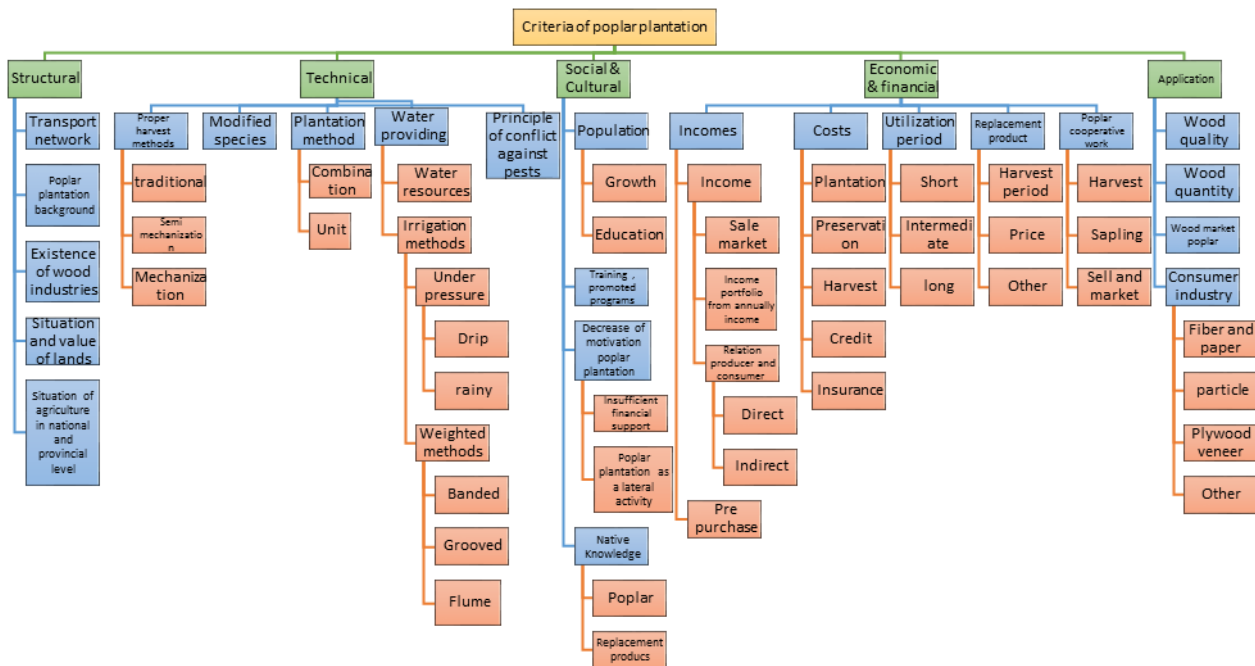 Criteria of poplar plantation
Structural
Technical
Social &
Cultural
Economic
& financial
Application
Transport
network
Poplar
plantation
background
Existence of
wood
industries
Situation
and value
of lands
Situation of
agriculture
in national
and
provincial
level
Proper
harvest methods
traditional
Semi
mechanizatio
n
Mechaniza
tion
Modified
species
Plantation
method
Combina
tion
Unit
Water
providing
Water
resources
Irrigation
methods
Under
pressure
Drip
rainy
Weighted
methods
Banded
Grooved
Flume
Principle
of conflict
against
pests
Population
Growth
Education
Training ,
promoted
programs
Decrease of
motivation
poplar
plantation
Insufficient
financial
support
Poplar
plantation as
a lateral
activity
Native
Knowledge
Poplar
Replacement
producs
Incomes
Income
Sale
market
Income
portfolio
from annually
income
Relation
producer and
consumer
Direct
Indirect
Pre
purchase
Costs
Plantation
Preservati
on
Harvest
Credit
Insurance
Utilization
period
Short
Intermedi
ate
long
Replacement
product
Harvest
period
Price
Other
Poplar
cooperative
work
Harvest
Sapling
Sell and
market
Wood
quality
Wood
quantity
Wood market
poplar
Consumer
industry
Fiber and
paper
particle
Plywood
veneer
Other